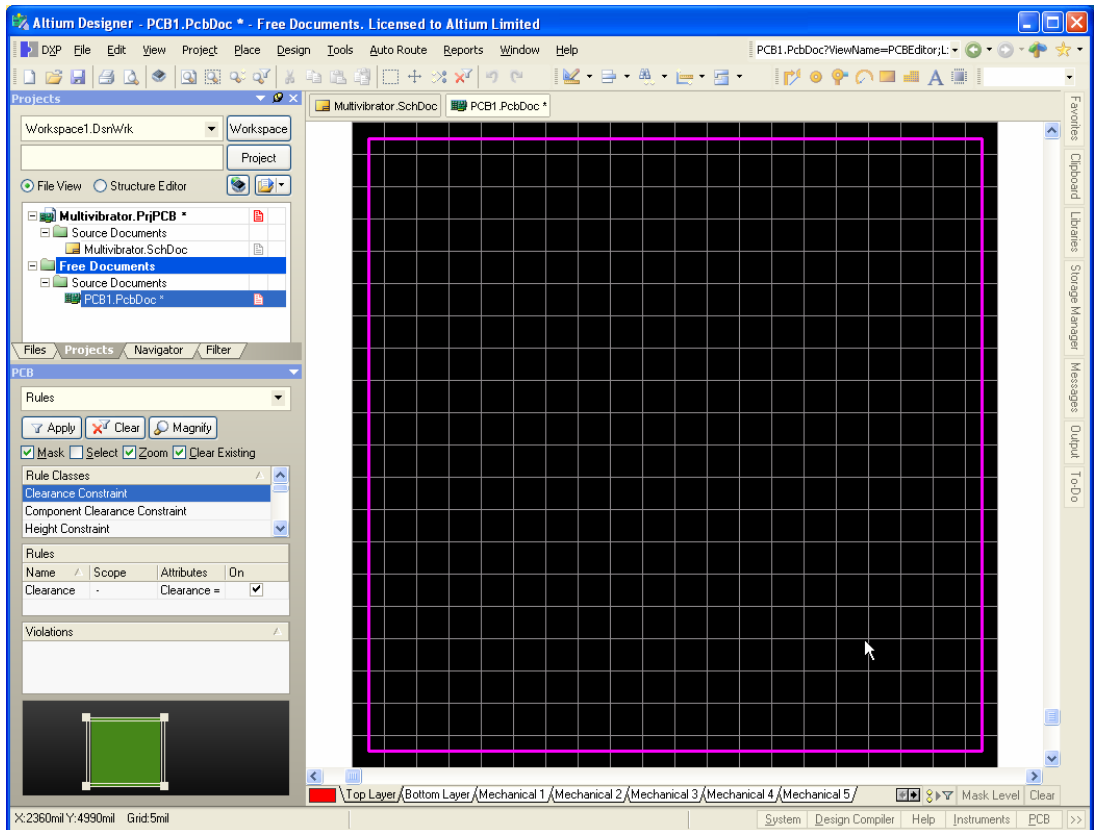 Altium Designer - PCB1.PcbDoc * - Free Documents. Licensed to Altium Limited
DXP File Edit View Project Place Design Tools Auto Route Reports Window Help PCB1.PcbDoc?ViewName=PCBEditor;L:
A
Projects
Multivibrator.SchDoc PCB1.PcbDoc *
Workspace1.DsnWrk Workspace
Project
File View Structure Editor
Multivibrator.PrjPCB *
Source Documents
Multivibrator.SchDoc
Free Documents
Source Documents
PCB1.PcbDoc *
Files Projects Navigator Filter
PCB
Rules
Apply Clear Magnify
Mask Select Zoom Clear Existing
Rule Classes
Clearance Constraint
Component Clearance Constraint
Height Constraint
Rules
Name Scope Attributes On
Clearance - Clearance =
Violations
Favorites
Clipboard
Libraries
Storage Manager
Messages
Output
To-Do
Top Layer Bottom Layer Mechanical 1 Mechanical 2 Mechanical 3 Mechanical 4 Mechanical 5 Mask Level Clear
X:2360mil Y:4990mil Grid:5mil System Design Compiler Help Instruments PCB >>